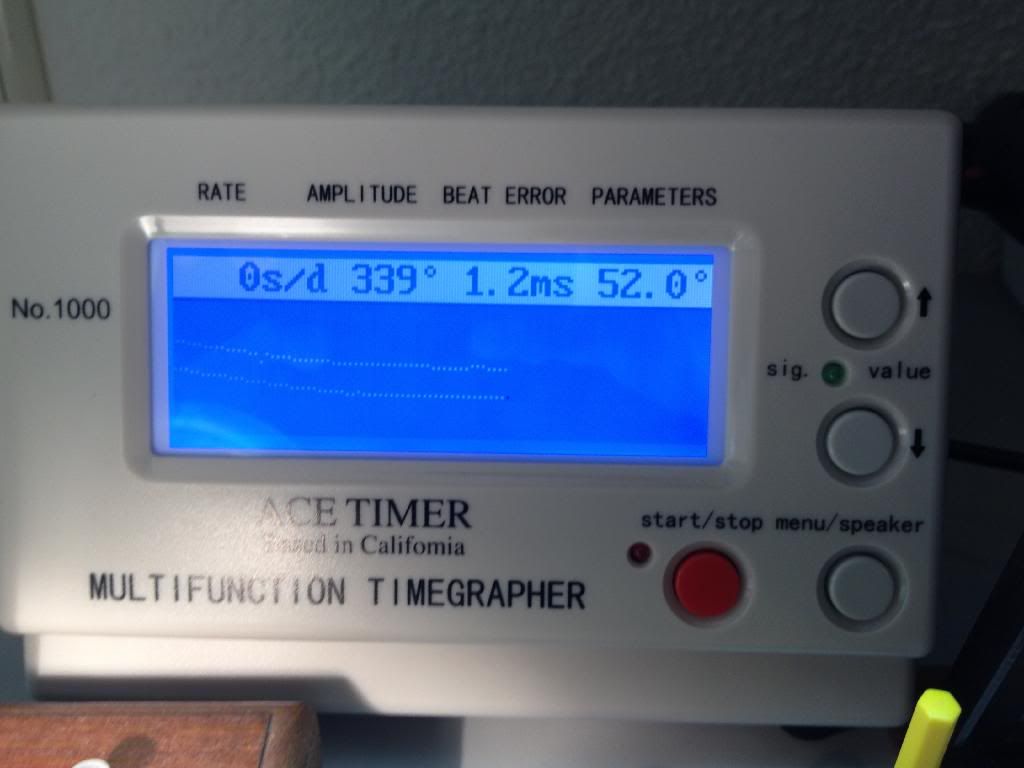 RATE AMPLITUDE BEAT ERROR PARAMETERS
0s/d 339° 1.2ms 52.0°
No.1000
sig. value
ACE TIMER
Based in Califomia
start/stop menu/speaker
MULTIFUNCTION TIMEGRAPHER